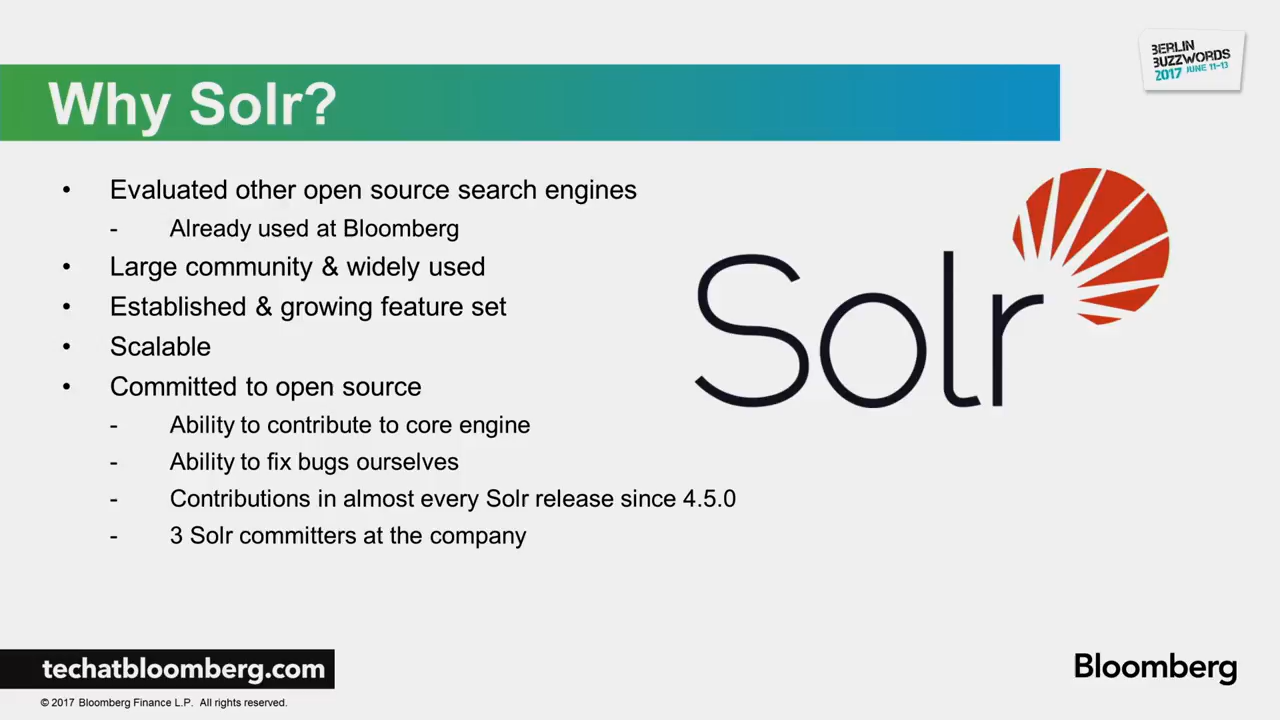 BERLIN
BUZZWORDS
2017 JUNE 11-13
Why Solr?
• Evaluated other open source search engines
- Already used at Bloomberg
• Large community & widely used
• Established & growing feature set
• Scalable
• Committed to open source
- Ability to contribute to core engine
- Ability to fix bugs ourselves
- Contributions in almost every Solr release since 4.5.0
- 3 Solr committers at the company
Solr
techatbloomberg.com
Bloomberg
© 2017 Bloomberg Finance L.P. All rights reserved.